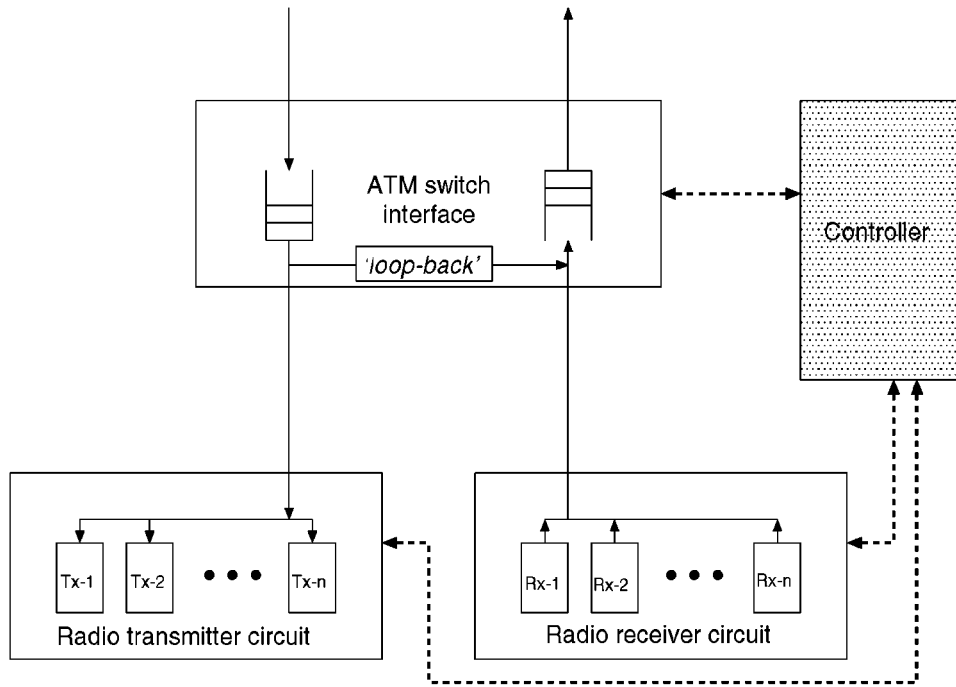 ATM switch
interface
'loop-back'
Controller
Tx-1 Tx-2 Tx-n
Radio transmitter circuit
Rx-1 Rx-2 Rx-n
Radio receiver circuit